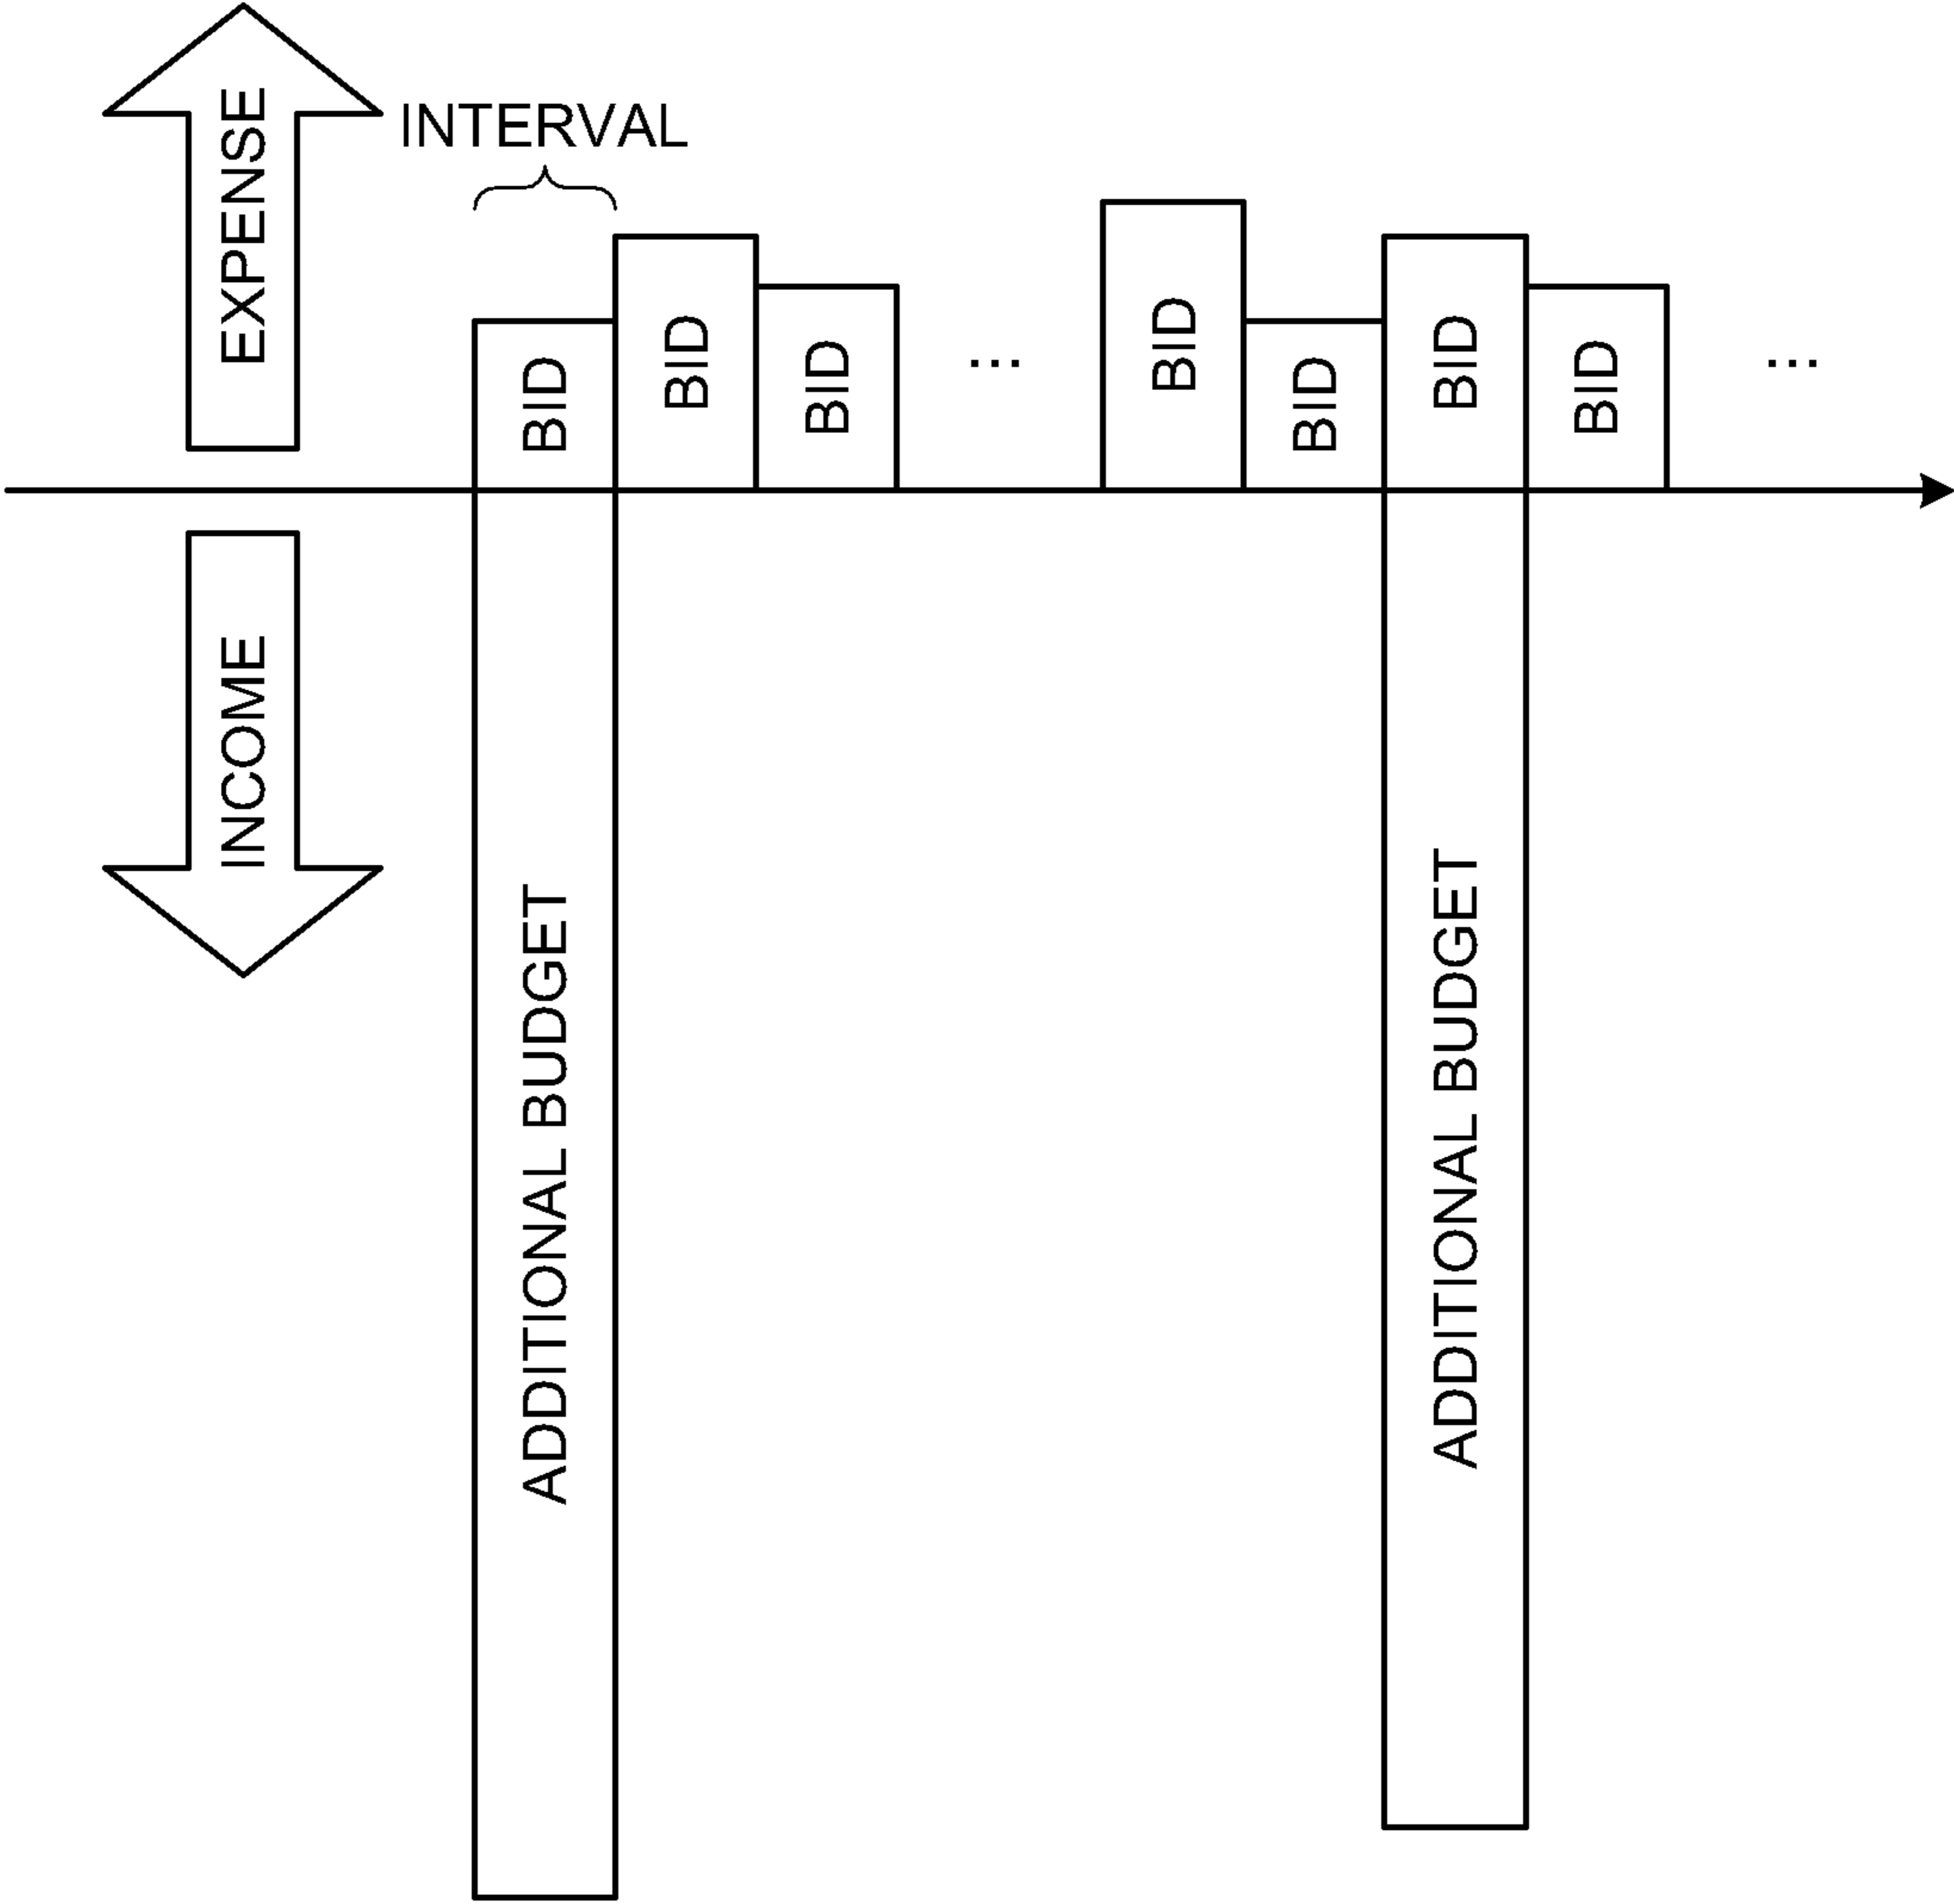 EXPENSE
INTERVAL
BID
BID
BID
...
BID
BID
BID
BID
...
INCOME
ADDITIONAL BUDGET
ADDITIONAL BUDGET